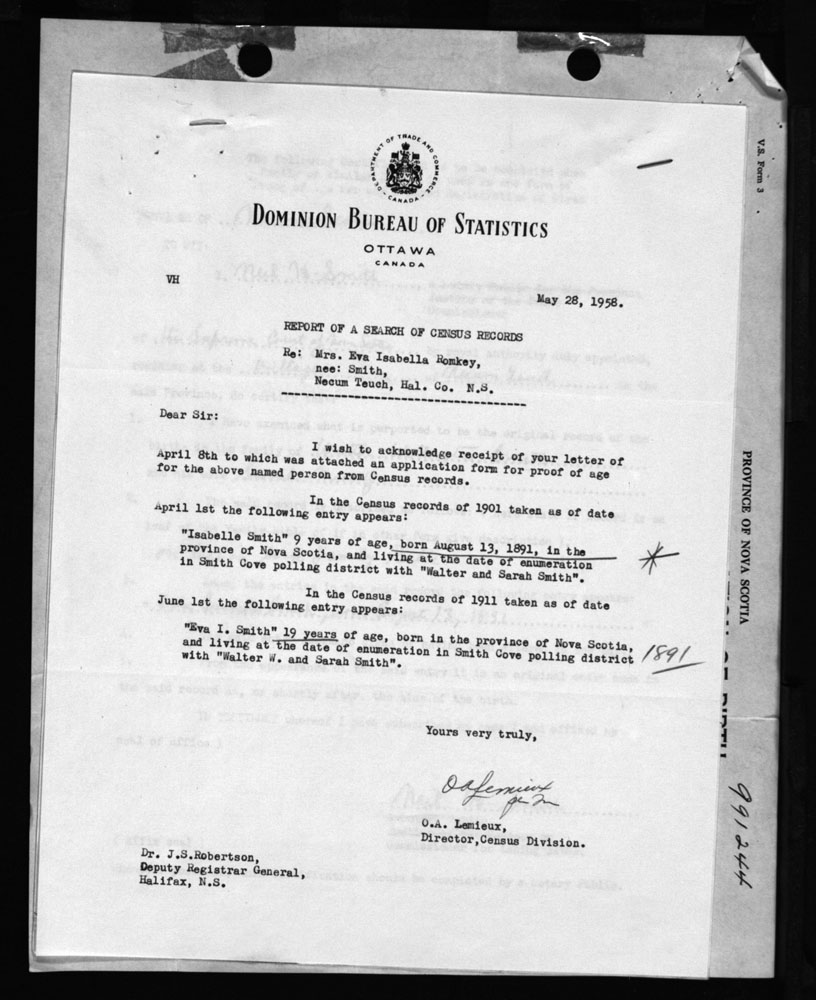 DEPARTMENT OF TRADE AND COMMERCE
CANADA
DOMINION BUREAU OF STATISTICS
OTTAWA
CANADA
VH
May 28, 1958.
REPORT OF A SEARCH OF CENSUS RECORDS
Re: Mrs. Eva Isabella Romkey,
nee: Smith,
Necum Teuch, Hal. Co. N.S.
Dear Sir:
I wish to acknowledge receipt of your letter of
April 8th to which was attached an application form for proof of age
for the above named person from Census records.
In the Census records of 1901 taken as of date
April 1st the following entry appears:
"Isabelle Smith" 9 years of age, born August 13, 1891, in the
province of Nova Scotia, and living at the date of enumeration
in Smith Cove polling district with "Walter and Sarah Smith".
*
In the Census records of 1911 taken as of date
June 1st the following entry appears:
"Eva I. Smith" 19 years of age, born in the province of Nova Scotia,
and living at the date of enumeration in Smith Cove polling district
with "Walter W. and Sarah Smith".
1891
Yours very truly,
OALemieux
O.A. Lemieux,
Director,Census Division.
Dr. J.S.Robertson,
Deputy Registrar General,
Halifax, N.S.
V.S. Form 3
PROVINCE OF NOVA SCOTIA
OF BIRTH
991244